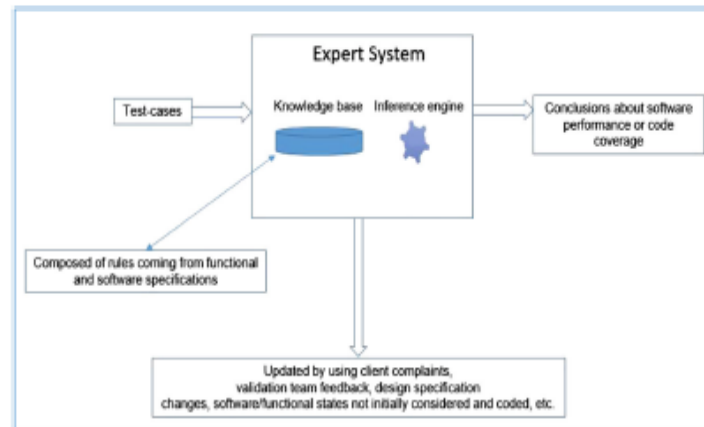 Expert System
Test-cases
Knowledge base
Inference engine
Conclusions about software
performance or code
coverage
Composed of rules coming from functional
and software specifications
Updated by using client complaints,
validation team feedback, design specification
changes, software/functional states not initially considered and coded, etc.